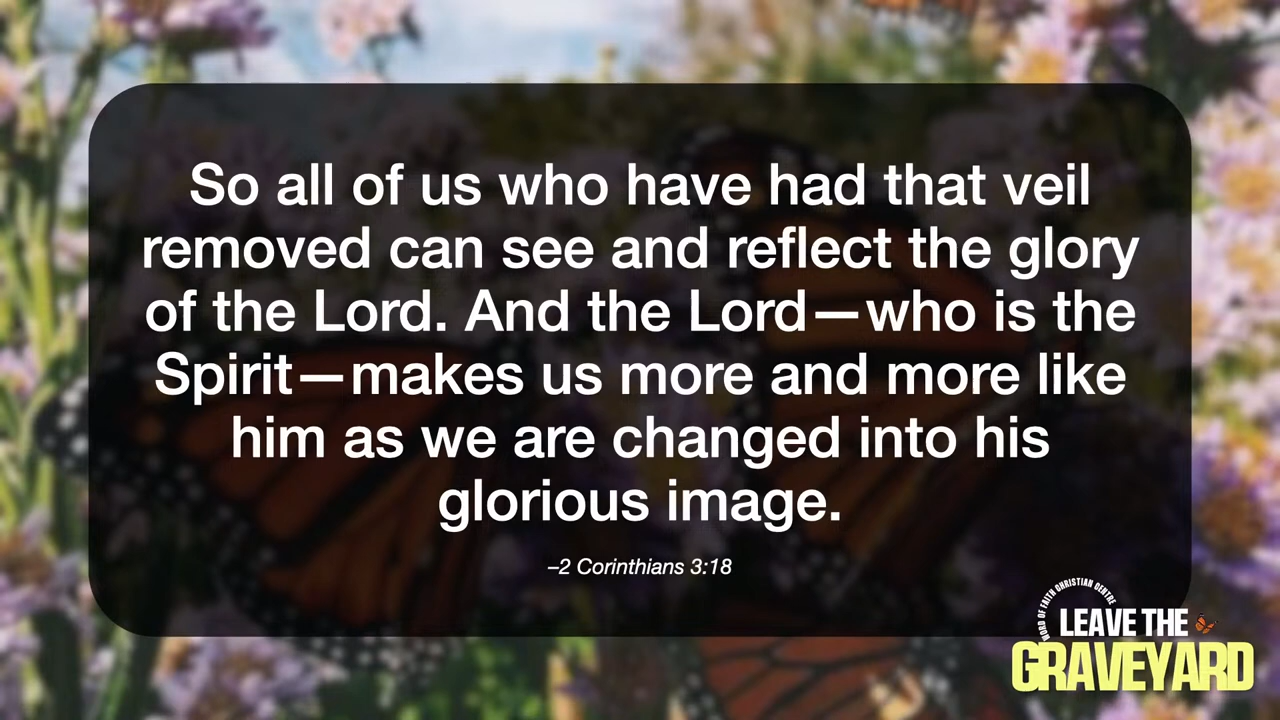 So all of us who have had that veil
removed can see and reflect the glory
of the Lord. And the Lord—who is the
Spirit—makes us more and more like
him as we are changed into his
glorious image.
–2 Corinthians 3:18
WORD OF FAITH CHRISTIAN CENTRE
LEAVE THE
GRAVEYARD